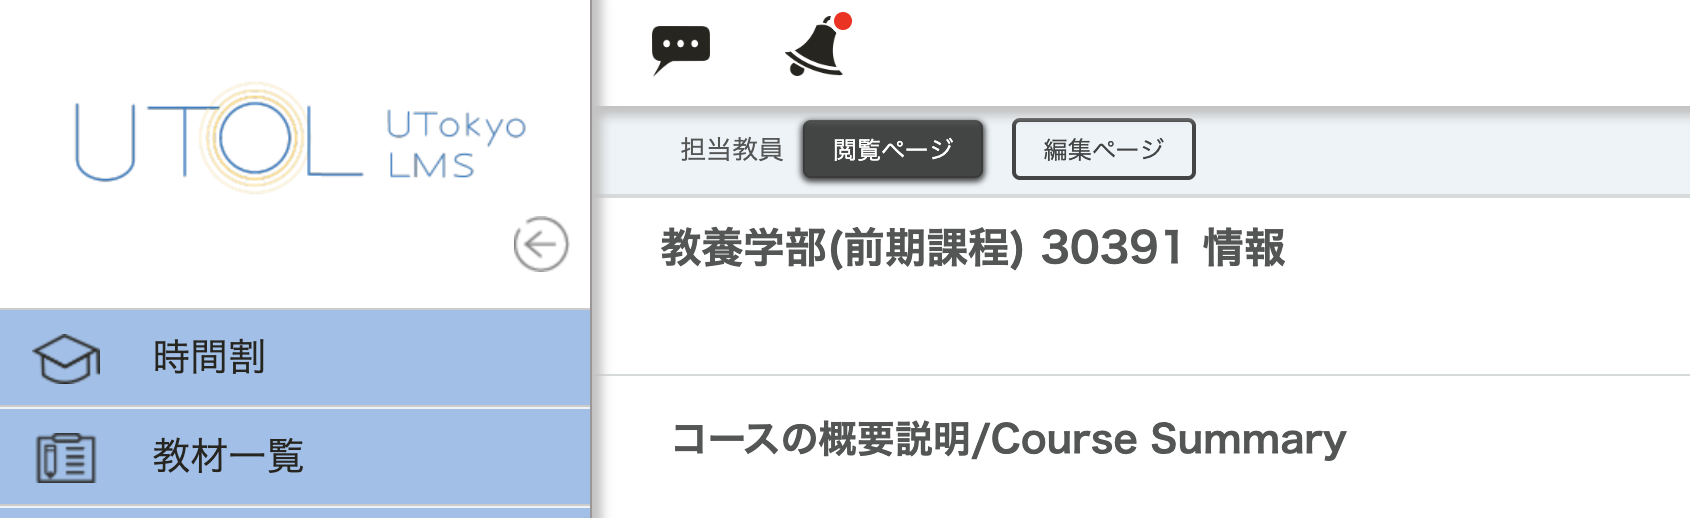 UTOL UTokyo
LMS
時間割
教材一覧
担当教員 閲覧ページ 編集ページ
教養学部(前期課程) 30391 情報
コースの概要説明/Course Summary